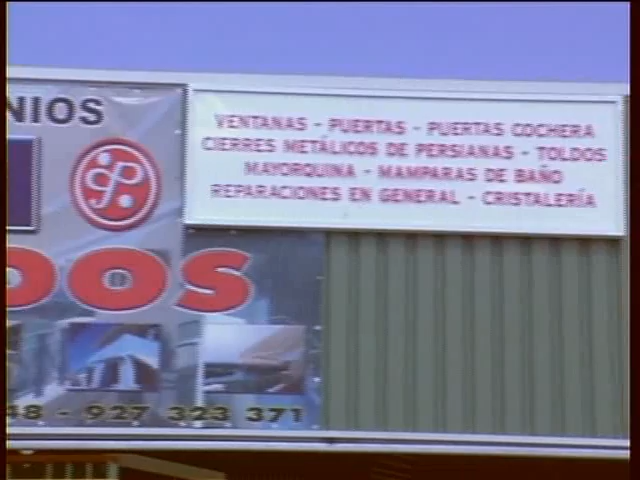 NIOS
VENTANAS - PUERTAS - PUERTAS COCHERA
CIERRES METÁLICOS DE PERSIANAS - TOLDOS
MAYORQUINA - MAMPARAS DE BAÑO
REPARACIONES EN GENERAL - CRISTALERÍA
DOS
48 - 927 323 371